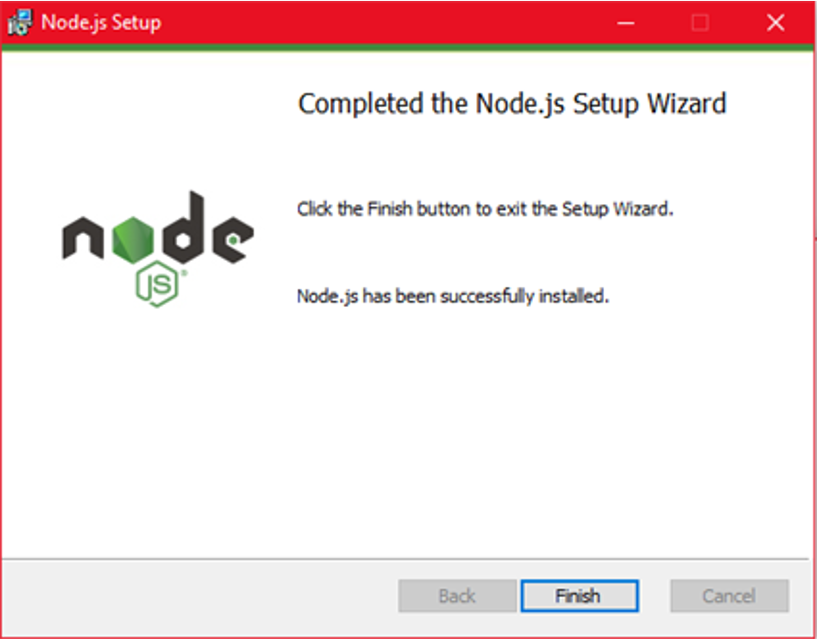 Node.js Setup
Completed the Node.js Setup Wizard
Click the Finish button to exit the Setup Wizard.
node
JS®
Node.js has been successfully installed.
Back
Finish
Cancel